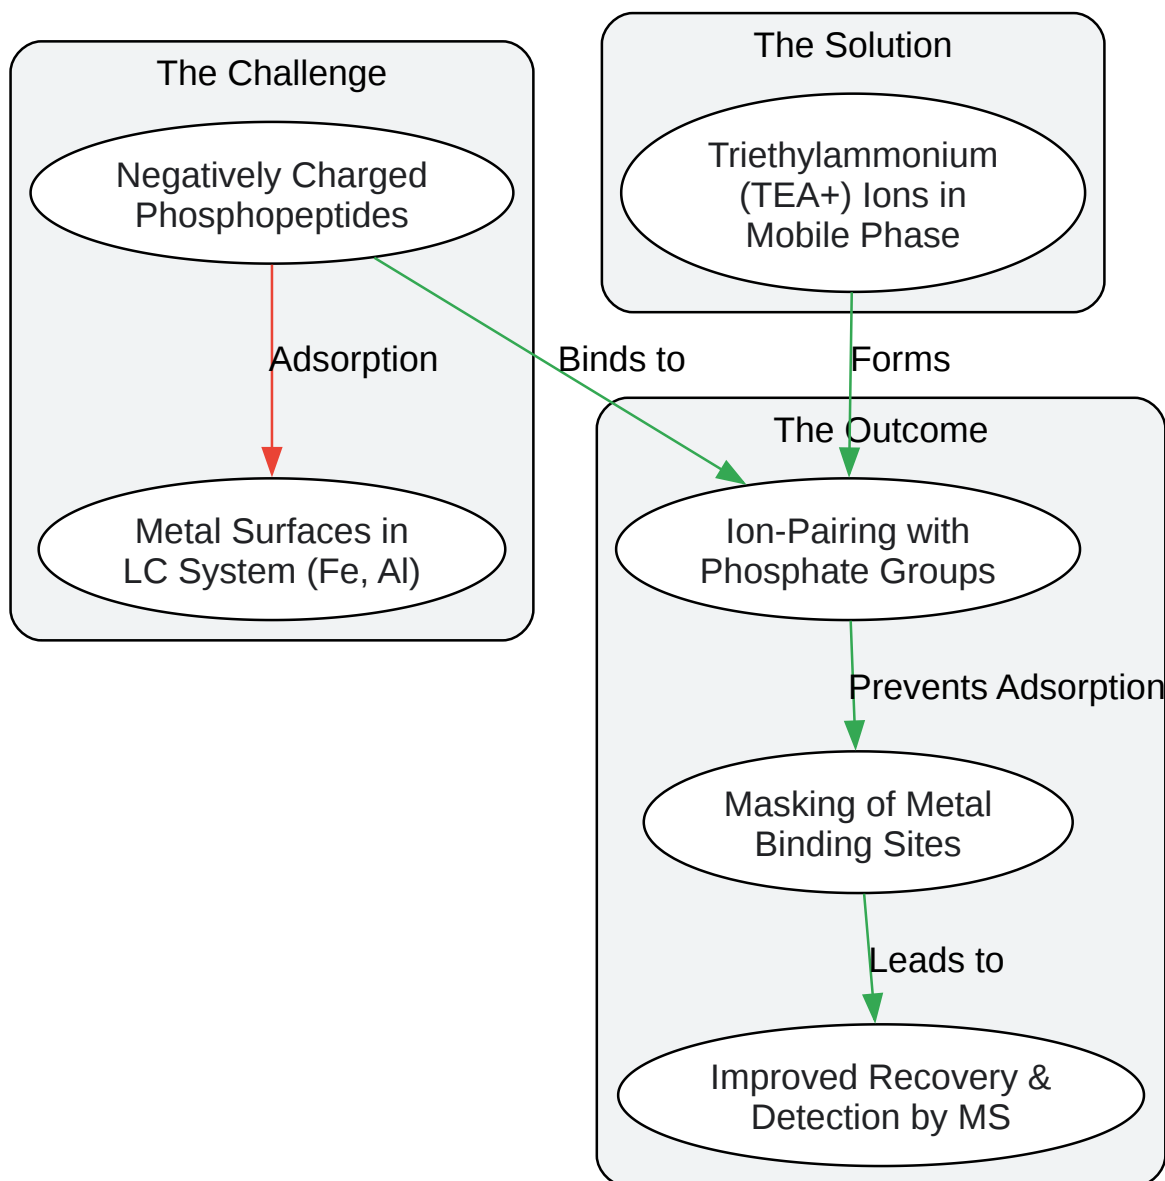 The Challenge
Negatively Charged
Phosphopeptides
Adsorption
Metal Surfaces in
LC System (Fe, Al)
The Solution
Triethylammonium
(TEA+) Ions in
Mobile Phase
Binds to
Forms
The Outcome
Ion-Pairing with
Phosphate Groups
Prevents Adsorption
Masking of Metal
Binding Sites
Leads to
Improved Recovery &
Detection by MS